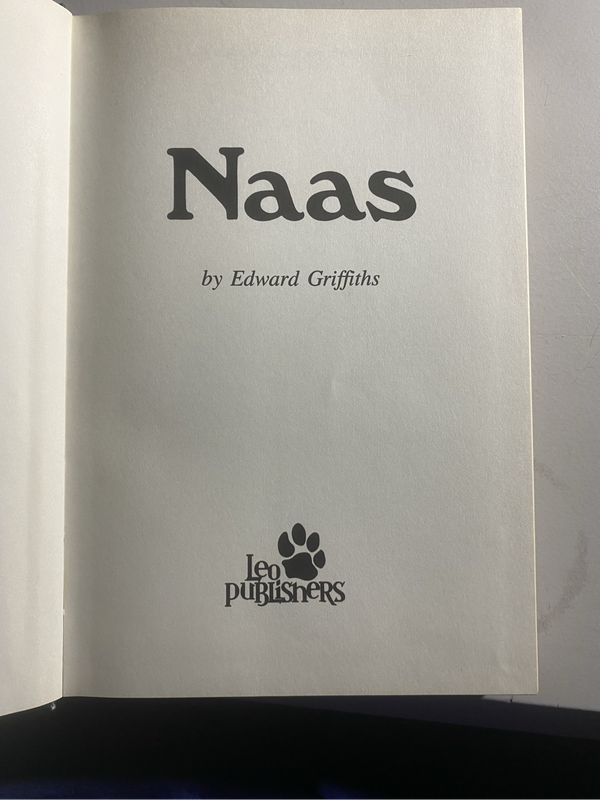 Naas
by Edward Griffiths
Leo
PUBLISHERS